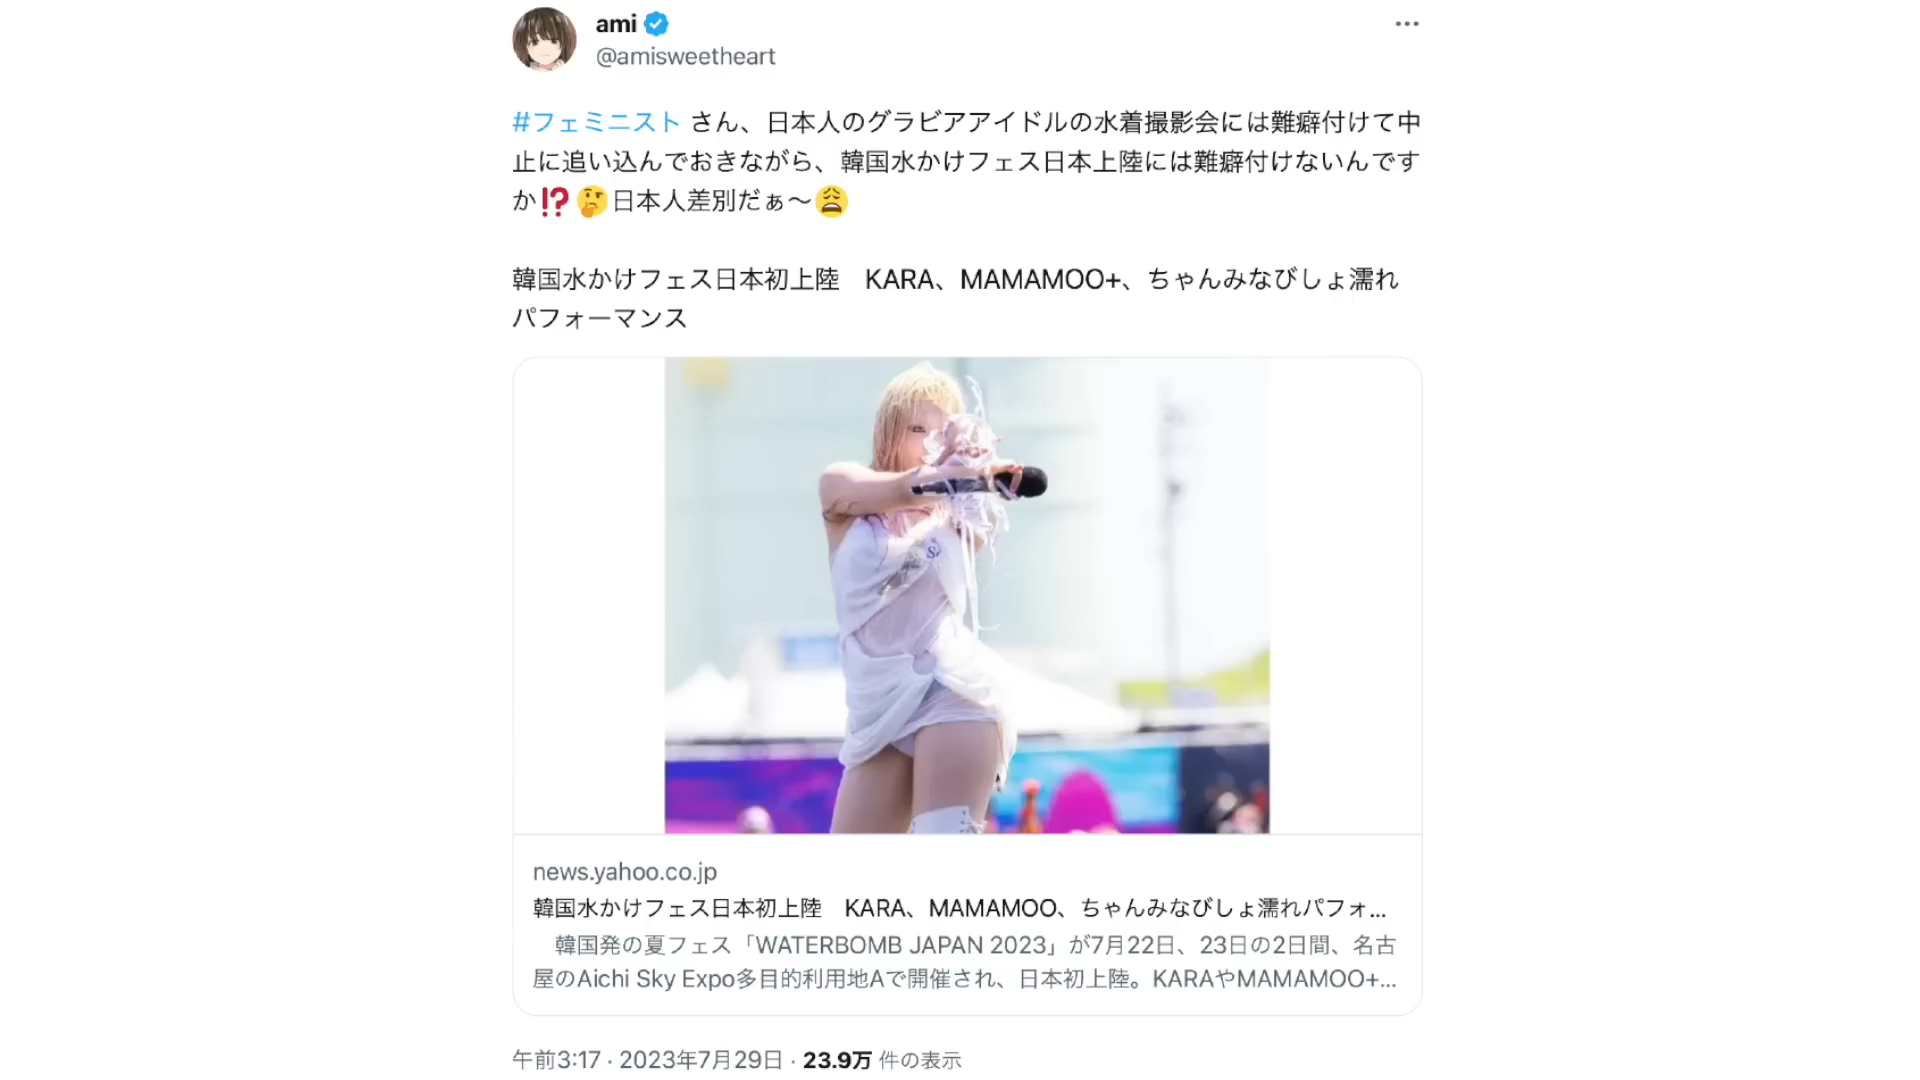 ami
@amisweetheart
#フェミニスト さん、日本人のグラビアアイドルの水着撮影会には難癖付けて中
止に追い込んでおきながら、韓国水かけフェス日本上陸には難癖付けないんです
か⁉️🤔日本人差別だぁ〜😩
韓国水かけフェス日本初上陸　KARA、MAMAMOO+、ちゃんみなびしょ濡れ
パフォーマンス
news.yahoo.co.jp
韓国水かけフェス日本初上陸　KARA、MAMAMOO、ちゃんみなびしょ濡れパフォ...
韓国発の夏フェス「WATERBOMB JAPAN 2023」が7月22日、23日の2日間、名古
屋のAichi Sky Expo多目的利用地Aで開催され、日本初上陸。KARAやMAMAMOO+...
午前3:17 · 2023年7月29日 · 23.9万 件の表示